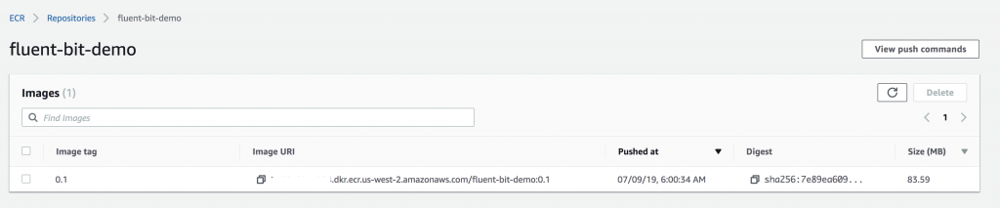 ECR > Repositories > fluent-bit-demo
fluent-bit-demo
View push commands
Images (1)
Delete
Find Images
1
Image tag Image URI Pushed at Digest Size (MB)
0.1 .dkr.ecr.us-west-2.amazonaws.com/fluent-bit-demo:0.1 07/09/19, 6:00:34 AM sha256:7e89ea609... 83.59